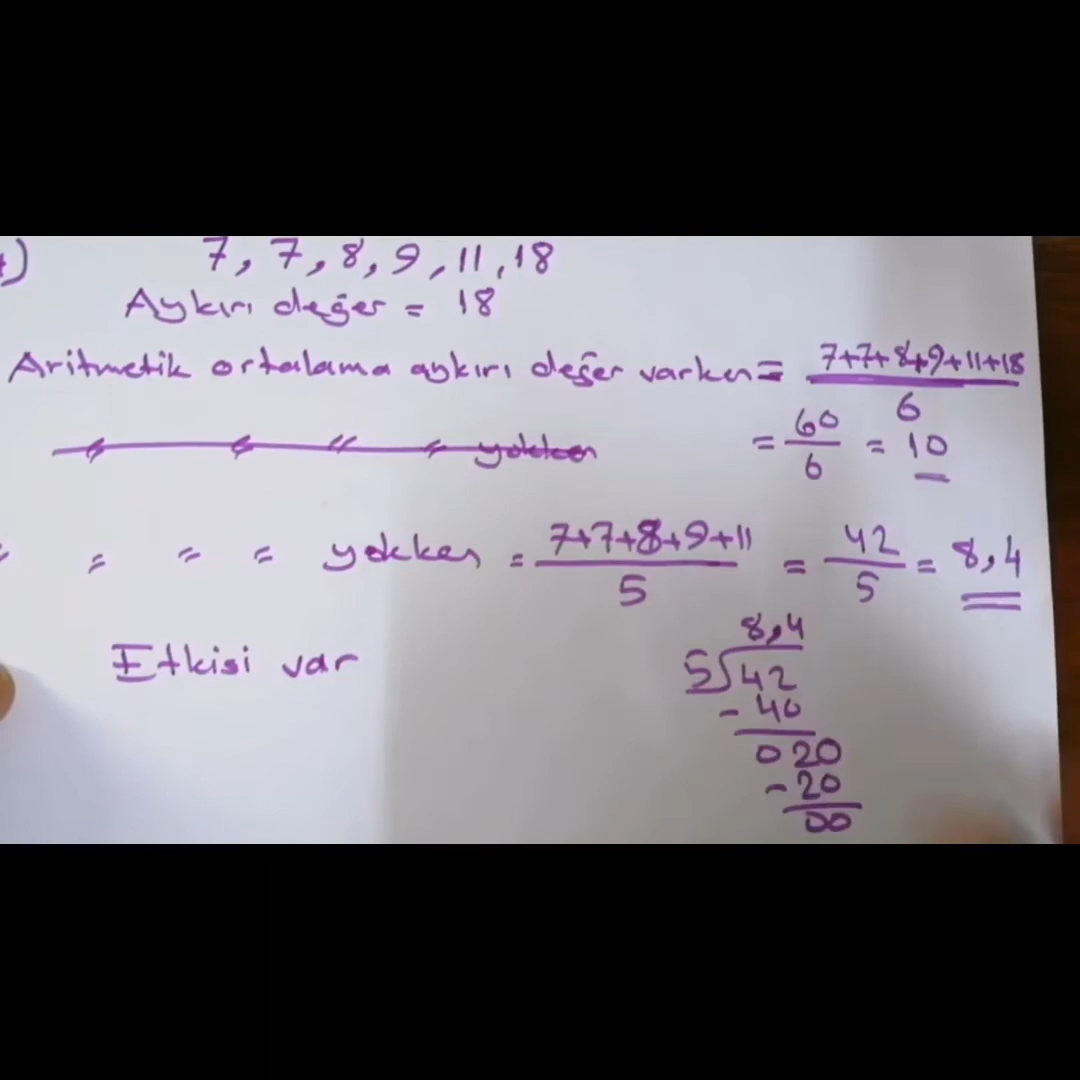 7, 7, 8, 9, 11, 18
Aykırı değer = 18
Aritmetik ortalama aykırı değer varken = 7+7+8+9+11+18
6
" " " " yokken
= 60/6 = 10
" " " " yokken = 7+7+8+9+11 / 5 = 42/5 = 8,4
Etkisi var
8,4
5 42
- 40
020
- 20
00